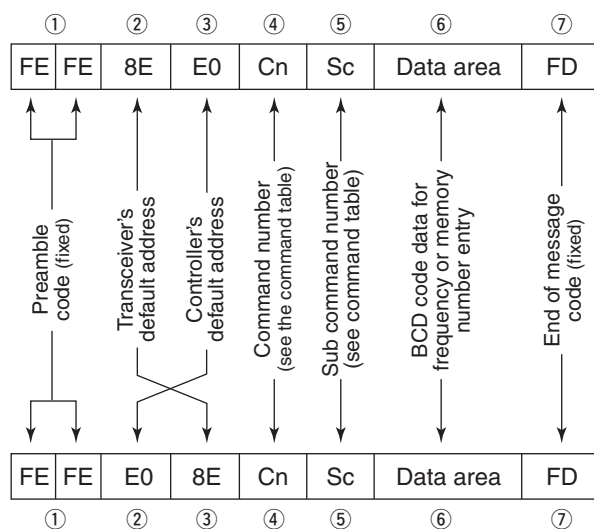 ① ② ③ ④ ⑤ ⑥ ⑦
FE FE 8E E0 Cn Sc Data area FD
Preamble
code (fixed)
Transceiver's
default address
Controller's
default address
Command number
(see the command table)
Sub command number
(see command table)
BCD code data for
frequency or memory
number entry
End of message
code (fixed)
FE FE E0 8E Cn Sc Data area FD
① ② ③ ④ ⑤ ⑥ ⑦